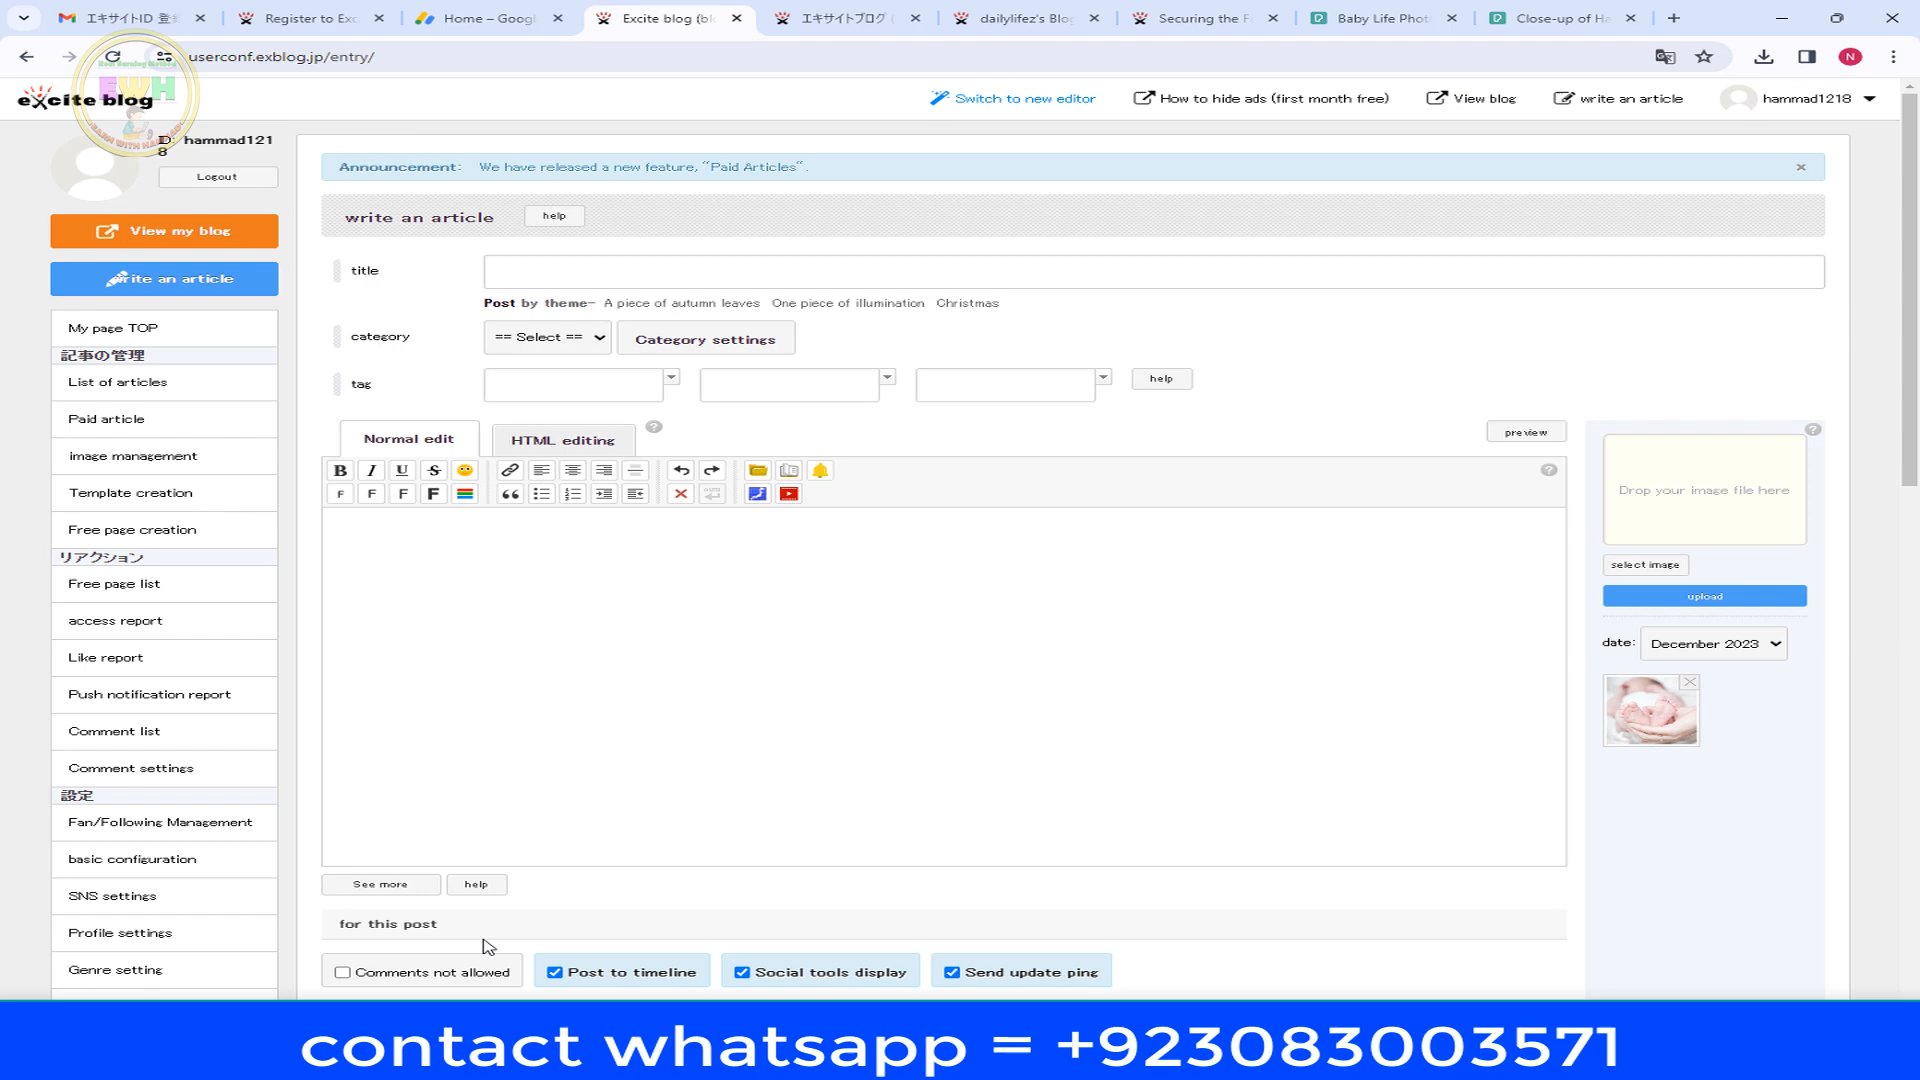 エキサイトID 登録
Register to Exc
Home – Googl
Excite blog (blo
エキサイトブログ (
dailylifez's Blog
Securing the F
Baby Life Phot
Close-up of Ha
userconf.exblog.jp/entry/
N
excite blog
EWH
LEARN WITH HAMMAD
Switch to new editor
How to hide ads (first month free)
View blog
write an article
hammad1218
ID: hammad121
8
Logout
Announcement: We have released a new feature, "Paid Articles".
View my blog
write an article
help
write an article
title
Post by theme- A piece of autumn leaves One piece of illumination Christmas
My page TOP
category
== Select ==
Category settings
記事の管理
List of articles
tag
help
Paid article
Normal edit
HTML editing
preview
image management
B I U S
Drop your image file here
Template creation
F F F F
Free page creation
リアクション
select image
Free page list
upload
access report
date: December 2023
Like report
Push notification report
Comment list
Comment settings
設定
Fan/Following Management
basic configuration
See more
help
SNS settings
for this post
Profile settings
Genre setting
Comments not allowed
Post to timeline
Social tools display
Send update ping
contact whatsapp = +923083003571